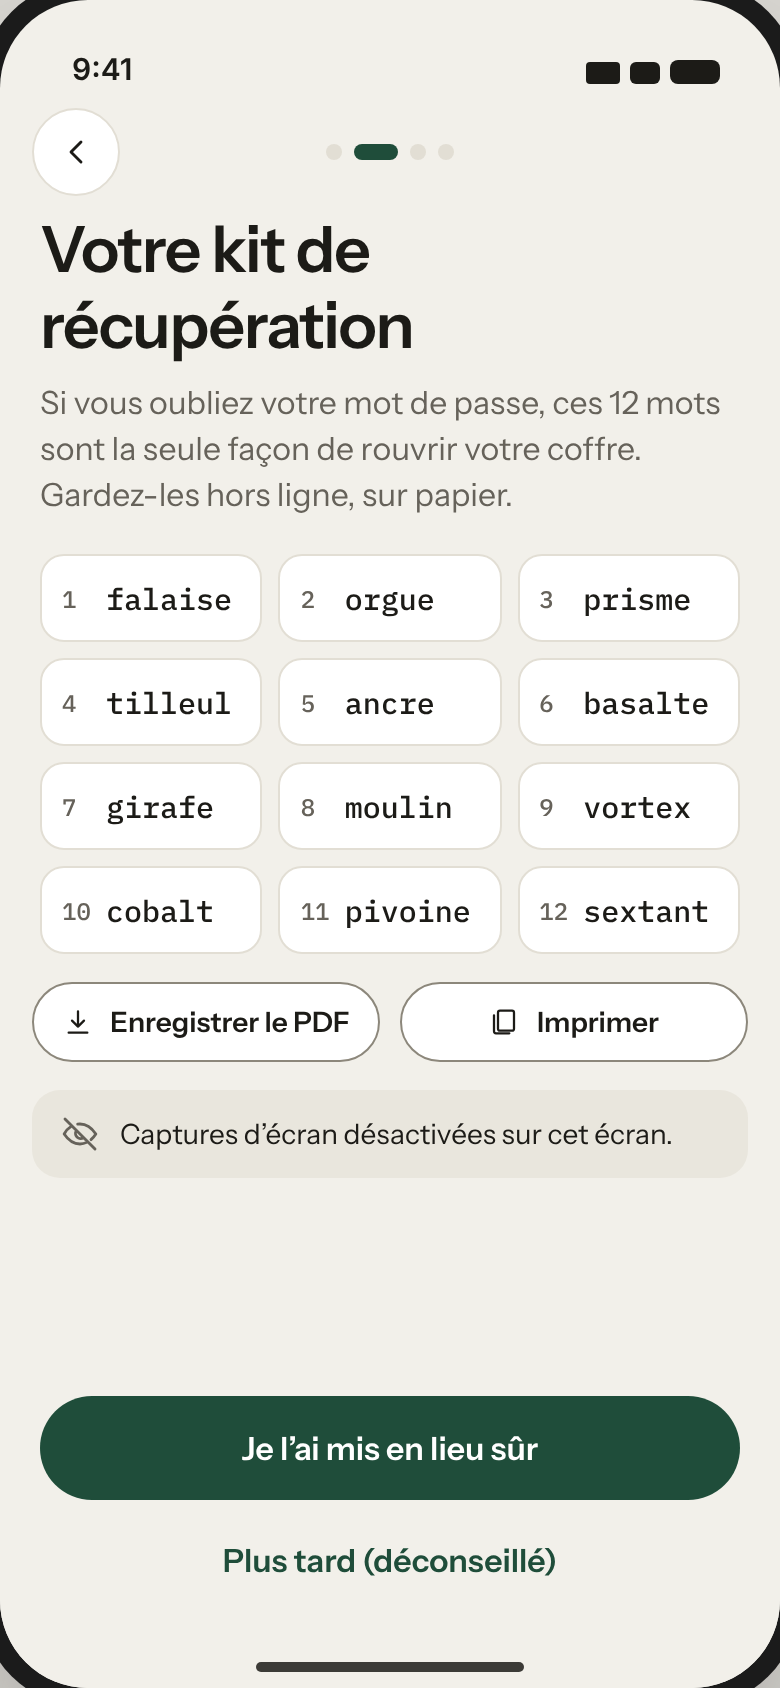 9:41
Votre kit de
récupération
Si vous oubliez votre mot de passe, ces 12 mots
sont la seule façon de rouvrir votre coffre.
Gardez-les hors ligne, sur papier.
1 falaise 2 orgue 3 prisme
4 tilleul 5 ancre 6 basalte
7 girafe 8 moulin 9 vortex
10 cobalt 11 pivoine 12 sextant
Enregistrer le PDF Imprimer
Captures d’écran désactivées sur cet écran.
Je l’ai mis en lieu sûr
Plus tard (déconseillé)